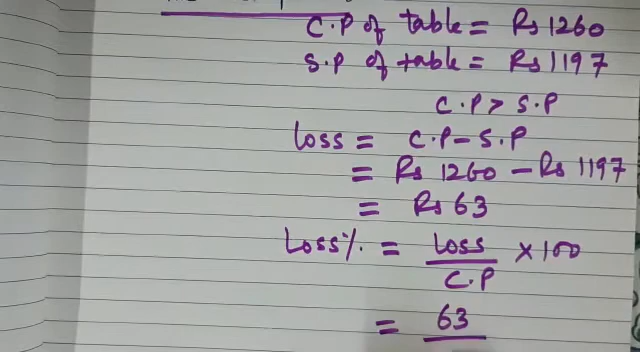 C.P of table = Rs 1260
S.P of table = Rs 1197
C.P > S.P
Loss = C.P - S.P
= Rs 1260 - Rs 1197
= Rs 63
Loss% = Loss / C.P × 100
= 63